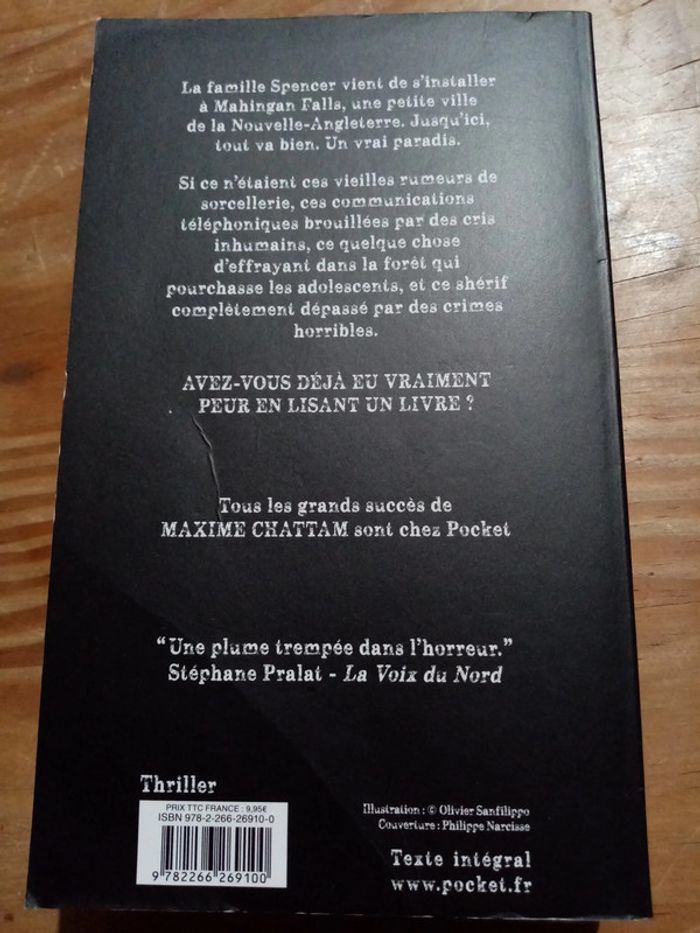 La famille Spencer vient de s'installer
à Mahingan Falls, une petite ville
de la Nouvelle-Angleterre. Jusqu'ici,
tout va bien. Un vrai paradis.
Si ce n'étaient ces vieilles rumeurs de
sorcellerie, ces communications
téléphoniques brouillées par des cris
inhumains, ce quelque chose
d'effrayant dans la forêt qui
pourchasse les adolescents, et ce shérif
complètement dépassé par des crimes
horribles.
AVEZ-VOUS DÉJÀ EU VRAIMENT
PEUR EN LISANT UN LIVRE ?
Tous les grands succès de
MAXIME CHATTAM sont chez Pocket
“Une plume trempée dans l'horreur.”
Stéphane Pralat - La Voix du Nord
Thriller
PRIX TTC FRANCE : 9,95€
ISBN 978-2-266-26910-0
9 782266 269100
Illustration : © Olivier Sanfilippo
Couverture : Philippe Narcisse
Texte intégral
www.pocket.fr